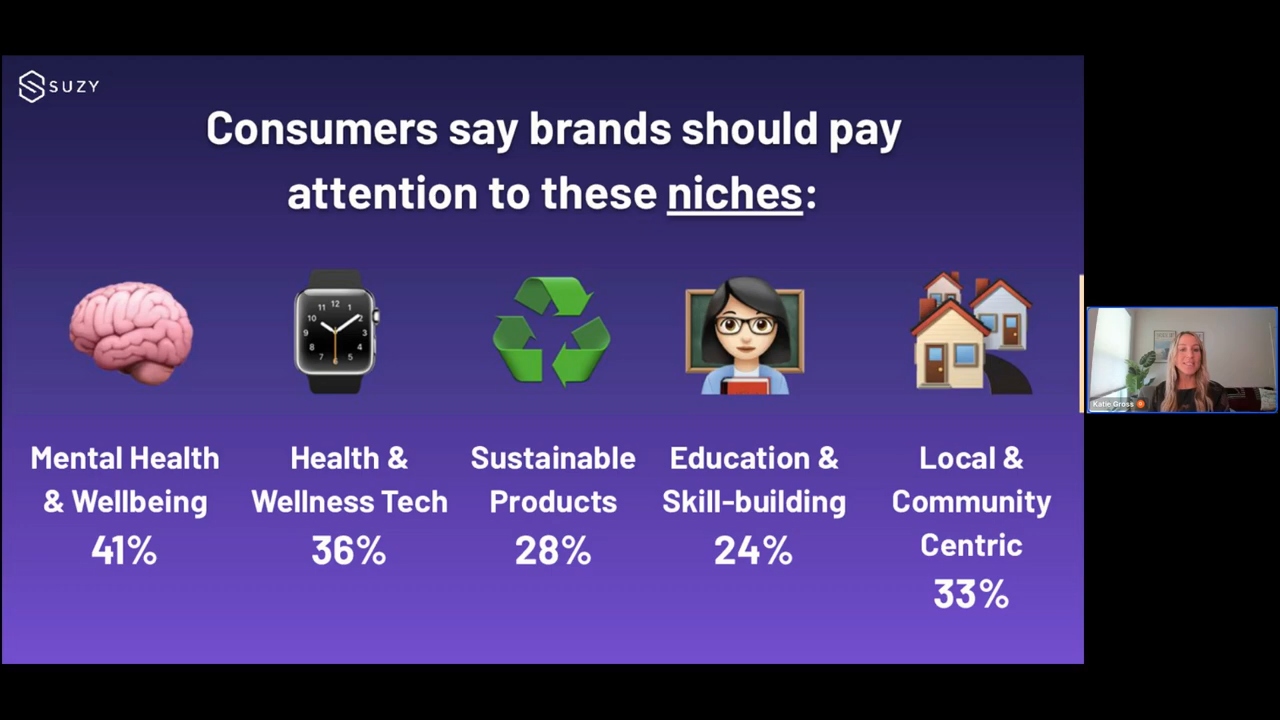 SUZY
Consumers say brands should pay
attention to these niches:
Mental Health
& Wellbeing
41%
Health &
Wellness Tech
36%
Sustainable
Products
28%
Education &
Skill-building
24%
Local &
Community
Centric
33%
Katie Gross